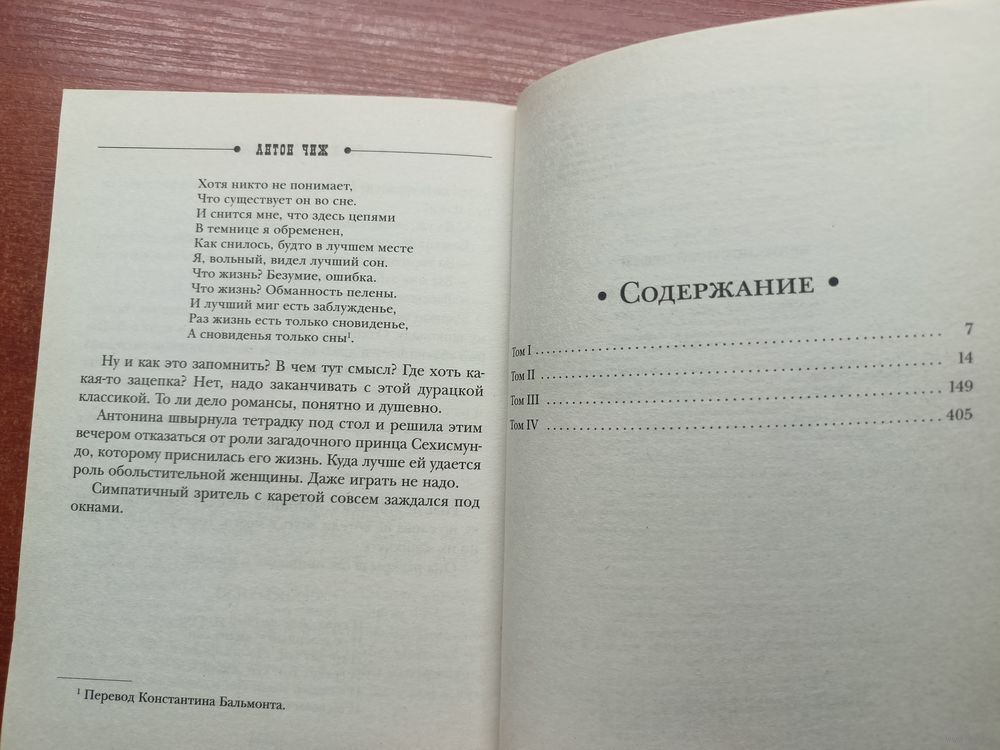 АНТОН ЧИЖ
Хотя никто не понимает,
Что существует он во сне.
И снится мне, что здесь цепями
В темнице я обременен,
Как снилось, будто в лучшем месте
Я, вольный, видел лучший сон.
Что жизнь? Безумие, ошибка.
Что жизнь? Обманность пелены.
И лучший миг есть заблужденье,
Раз жизнь есть только сновиденье,
А сновиденья только сны¹.
Ну и как это запомнить? В чем тут смысл? Где хоть ка-
кая-то зацепка? Нет, надо заканчивать с этой дурацкой
классикой. То ли дело романсы, понятно и душевно.
Антонина швырнула тетрадку под стол и решила этим
вечером отказаться от роли загадочного принца Сехисмун-
до, которому приснилась его жизнь. Куда лучше ей удается
роль обольстительной женщины. Даже играть не надо.
Симпатичный зритель с каретой совсем заждался под
окнами.
¹ Перевод Константина Бальмонта.
• СОДЕРЖАНИЕ •
Том I 7
Том II 14
Том III 149
Том IV 405